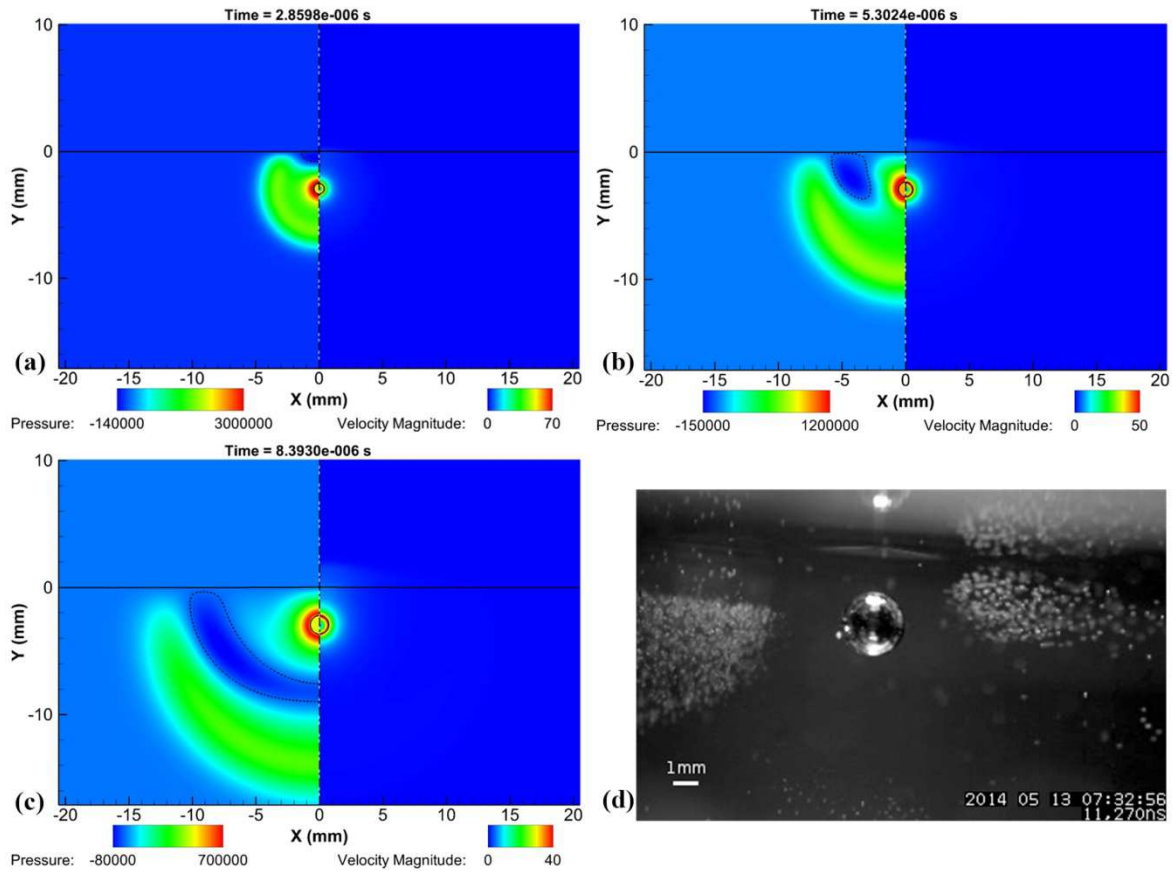 Time = 2.8598e-006 s
10
0
-10
Y (mm)
-20 -15 -10 -5 0 5 10 15 20
X (mm)
(a)
Pressure: -140000 3000000 Velocity Magnitude: 0 70
Time = 5.3024e-006 s
10
0
-10
Y (mm)
-20 -15 -10 -5 0 5 10 15 20
X (mm)
(b)
Pressure: -150000 1200000 Velocity Magnitude: 0 50
Time = 8.3930e-006 s
10
0
-10
Y (mm)
-20 -15 -10 -5 0 5 10 15 20
X (mm)
(c)
Pressure: -80000 700000 Velocity Magnitude: 0 40
1mm
(d)
2014 05 13 07:32:56
11,270nS